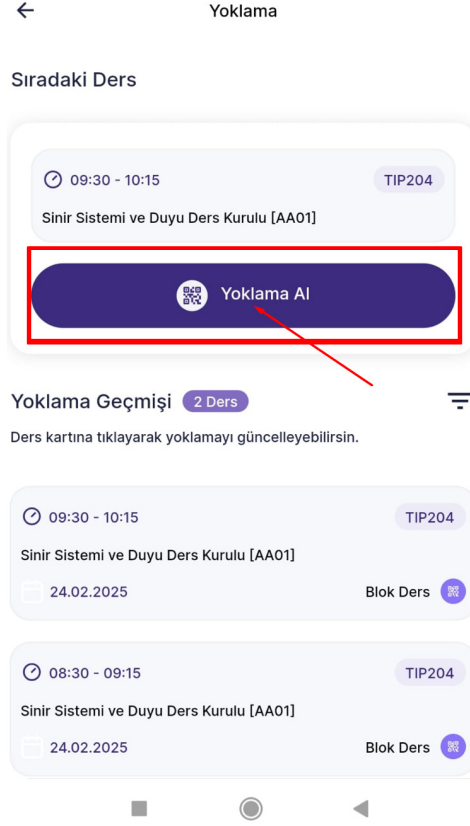 Yoklama
Sıradaki Ders
09:30 - 10:15
TIP204
Sinir Sistemi ve Duyu Ders Kurulu [AA01]
Yoklama Al
Yoklama Geçmişi
2 Ders
Ders kartına tıklayarak yoklamayı güncelleyebilirsin.
09:30 - 10:15
TIP204
Sinir Sistemi ve Duyu Ders Kurulu [AA01]
24.02.2025
Blok Ders
08:30 - 09:15
TIP204
Sinir Sistemi ve Duyu Ders Kurulu [AA01]
24.02.2025
Blok Ders